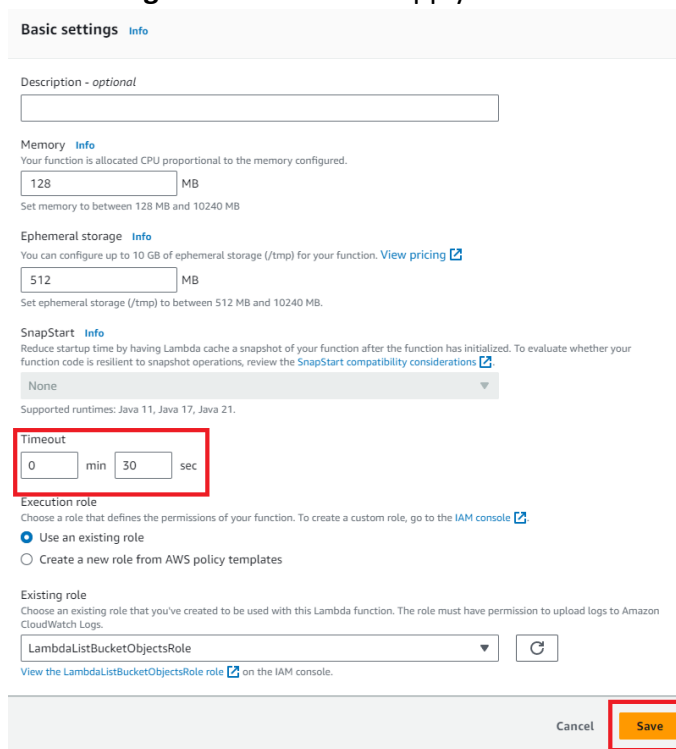 Basic settings Info
Description - optional
Memory Info
Your function is allocated CPU proportional to the memory configured.
128 MB
Set memory to between 128 MB and 10240 MB
Ephemeral storage Info
You can configure up to 10 GB of ephemeral storage (/tmp) for your function. View pricing
512 MB
Set ephemeral storage (/tmp) to between 512 MB and 10240 MB.
SnapStart Info
Reduce startup time by having Lambda cache a snapshot of your function after the function has initialized. To evaluate whether your
function code is resilient to snapshot operations, review the SnapStart compatibility considerations.
None
Supported runtimes: Java 11, Java 17, Java 21.
Timeout
0 min 30 sec
Execution role
Choose a role that defines the permissions of your function. To create a custom role, go to the IAM console.
Use an existing role
Create a new role from AWS policy templates
Existing role
Choose an existing role that you've created to be used with this Lambda function. The role must have permission to upload logs to Amazon
CloudWatch Logs.
LambdaListBucketObjectsRole
View the LambdaListBucketObjectsRole role on the IAM console.
Cancel Save